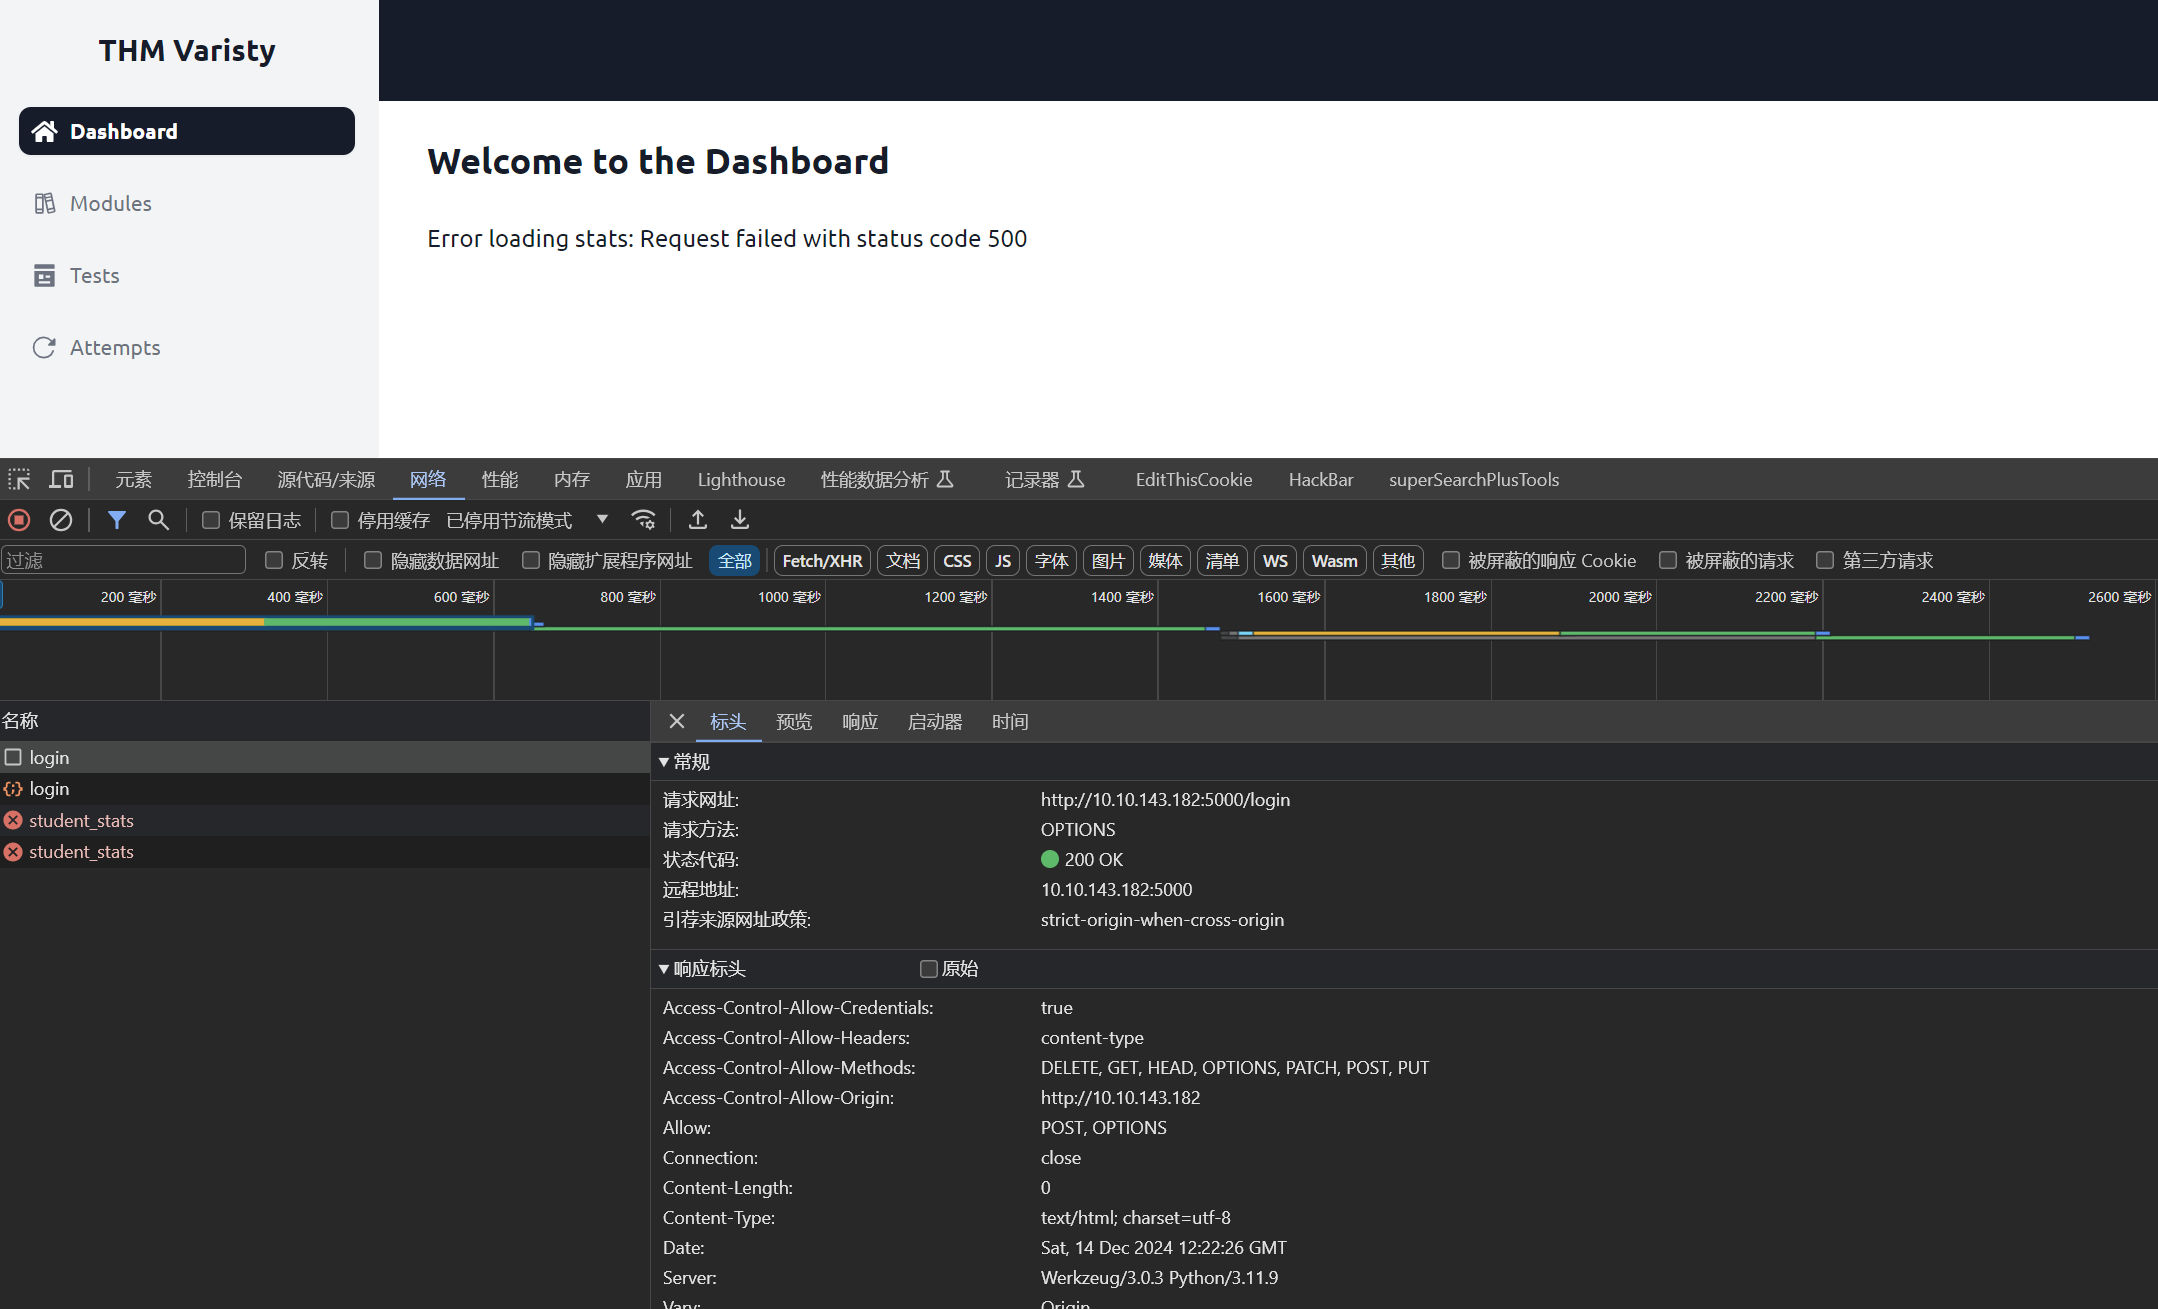 THM Varisty
Dashboard
Modules
Tests
Attempts
Welcome to the Dashboard
Error loading stats: Request failed with status code 500
元素 控制台 源代码/来源 网络 性能 内存 应用 Lighthouse 性能数据分析 记录器 EditThisCookie HackBar superSearchPlusTools
保留日志 停用缓存 已停用节流模式
过滤 反转 隐藏数据网址 隐藏扩展程序网址 全部 Fetch/XHR 文档 CSS JS 字体 图片 媒体 清单 WS Wasm 其他 被屏蔽的响应 Cookie 被屏蔽的请求 第三方请求
200 毫秒 400 毫秒 600 毫秒 800 毫秒 1000 毫秒 1200 毫秒 1400 毫秒 1600 毫秒 1800 毫秒 2000 毫秒 2200 毫秒 2400 毫秒 2600 毫秒
名称
login
login
student_stats
student_stats
标头 预览 响应 启动器 时间
常规
请求网址: http://10.10.143.182:5000/login
请求方法: OPTIONS
状态代码: 200 OK
远程地址: 10.10.143.182:5000
引荐来源网址政策: strict-origin-when-cross-origin
响应标头 原始
Access-Control-Allow-Credentials: true
Access-Control-Allow-Headers: content-type
Access-Control-Allow-Methods: DELETE, GET, HEAD, OPTIONS, PATCH, POST, PUT
Access-Control-Allow-Origin: http://10.10.143.182
Allow: POST, OPTIONS
Connection: close
Content-Length: 0
Content-Type: text/html; charset=utf-8
Date: Sat, 14 Dec 2024 12:22:26 GMT
Server: Werkzeug/3.0.3 Python/3.11.9
Vary: Origin